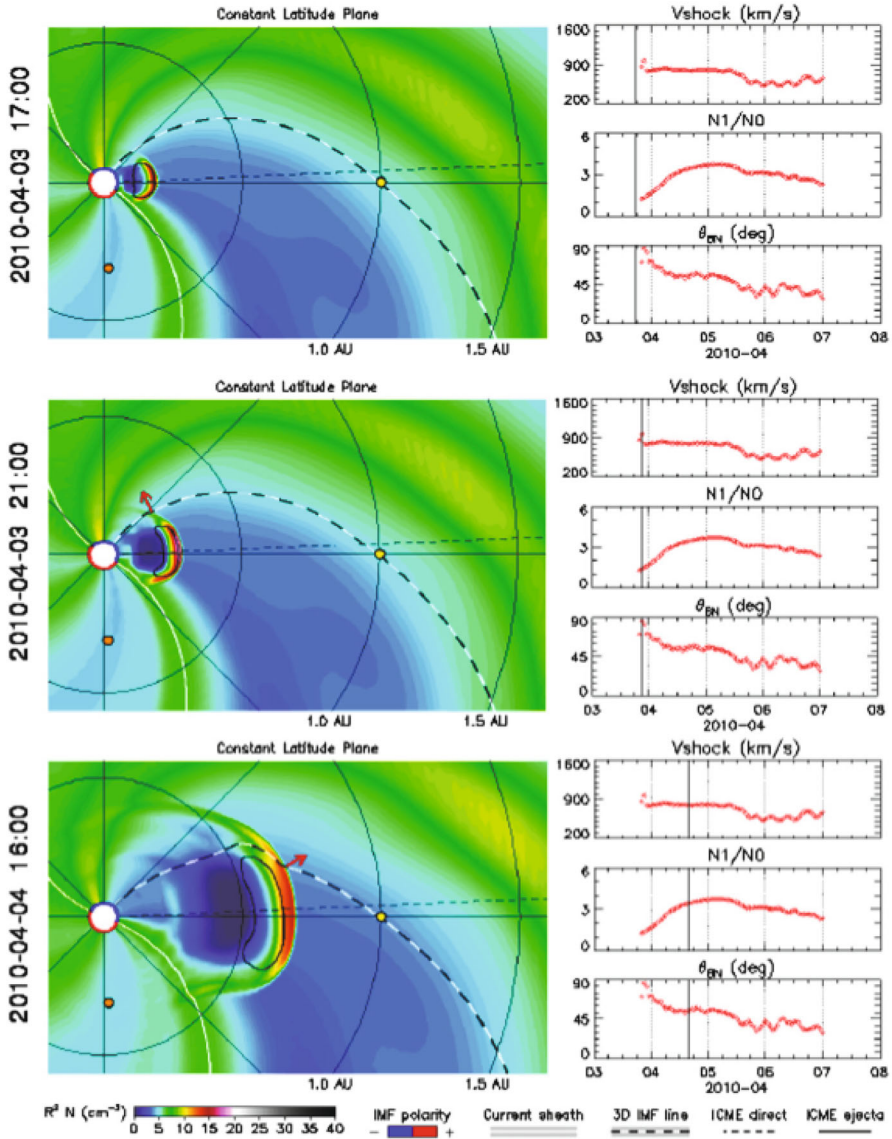 Constant Latitude Plane
2010-04-03 17:00
1.0 AU 1.5 AU
Vshock (km/s)
1600
900
200
N1/N0
6
3
0
θBN (deg)
90
45
0
03 04 05 06 07 08
2010-04
Constant Latitude Plane
2010-04-03 21:00
1.0 AU 1.5 AU
Vshock (km/s)
1600
900
200
N1/N0
6
3
0
θBN (deg)
90
45
0
03 04 05 06 07 08
2010-04
Constant Latitude Plane
2010-04-04 16:00
1.0 AU 1.5 AU
Vshock (km/s)
1600
900
200
N1/N0
6
3
0
θBN (deg)
90
45
0
03 04 05 06 07 08
2010-04
R² N (cm⁻³) 0 5 10 15 20 25 30 35 40
IMF polarity
- +
Current sheath
3D IMF line
ICME direct
ICME ejecta